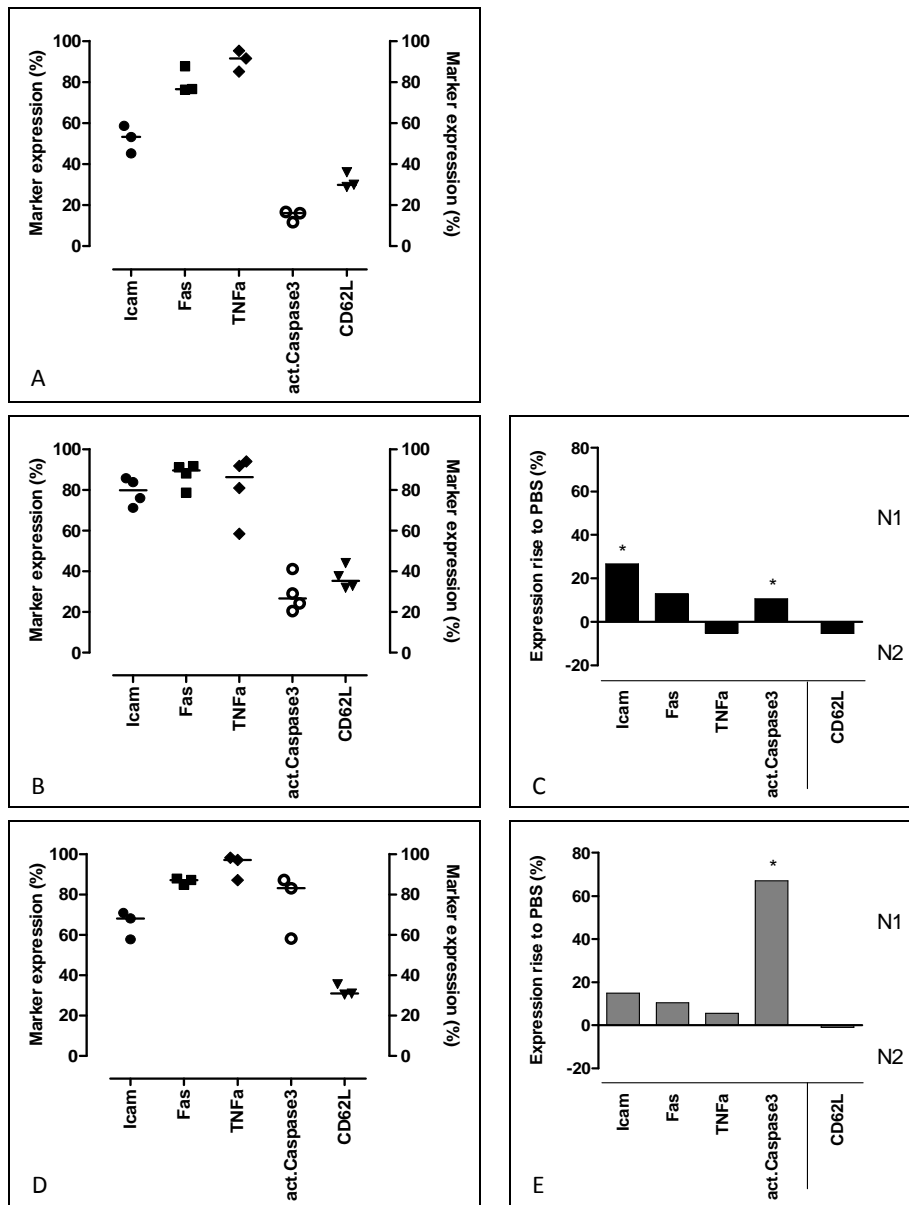 Marker expression (%)
100
80
60
40
20
0
100
80
60
40
20
0
Marker expression (%)
Icam
Fas
TNFa
act.Caspase3
CD62L
A
Marker expression (%)
100
80
60
40
20
0
100
80
60
40
20
0
Marker expression (%)
Icam
Fas
TNFa
act.Caspase3
CD62L
B
Expression rise to PBS (%)
80
60
40
20
0
-20
*
*
N1
N2
Icam
Fas
TNFa
act.Caspase3
CD62L
C
Marker expression (%)
100
80
60
40
20
0
100
80
60
40
20
0
Marker expression (%)
Icam
Fas
TNFa
act.Caspase3
CD62L
D
Expression rise to PBS (%)
80
60
40
20
0
-20
*
N1
N2
Icam
Fas
TNFa
act.Caspase3
CD62L
E